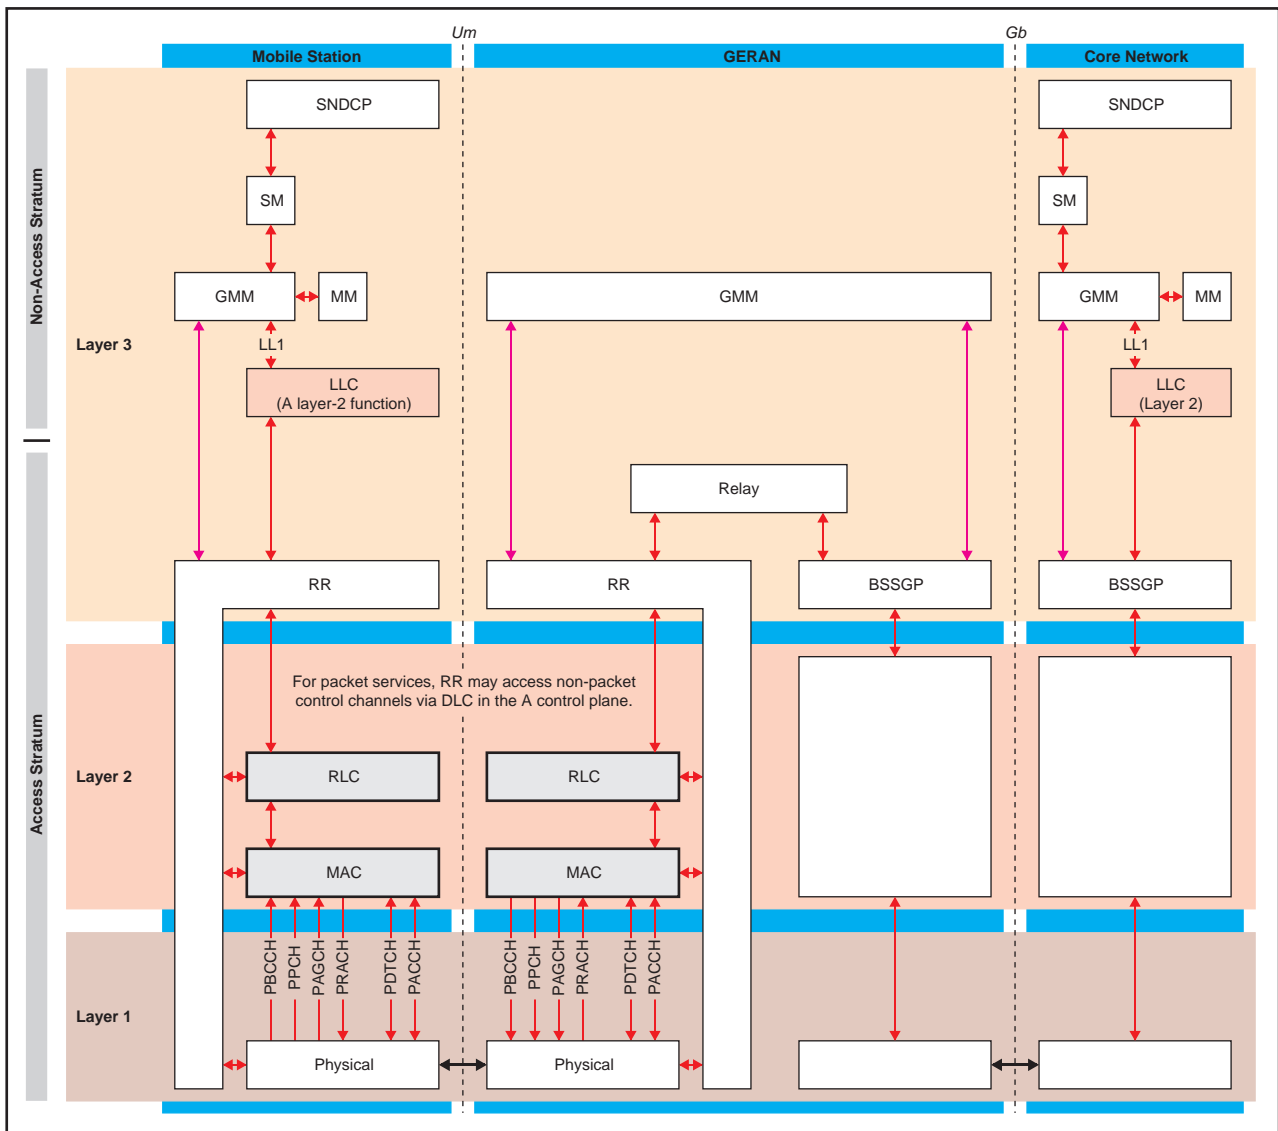 Um
Gb
Mobile Station
GERAN
Core Network
SNDCP
SNDCP
SM
SM
Non-Access Stratum
GMM
MM
GMM
GMM
MM
Layer 3
LL1
LL1
LLC
(A layer-2 function)
LLC
(Layer 2)
Relay
RR
RR
BSSGP
BSSGP
For packet services, RR may access non-packet
control channels via DLC in the A control plane.
Access Stratum
Layer 2
RLC
RLC
MAC
MAC
PBCCH
PPCH
PAGCH
PRACH
PDTCH
PACCH
PBCCH
PPCH
PAGCH
PRACH
PDTCH
PACCH
Layer 1
Physical
Physical